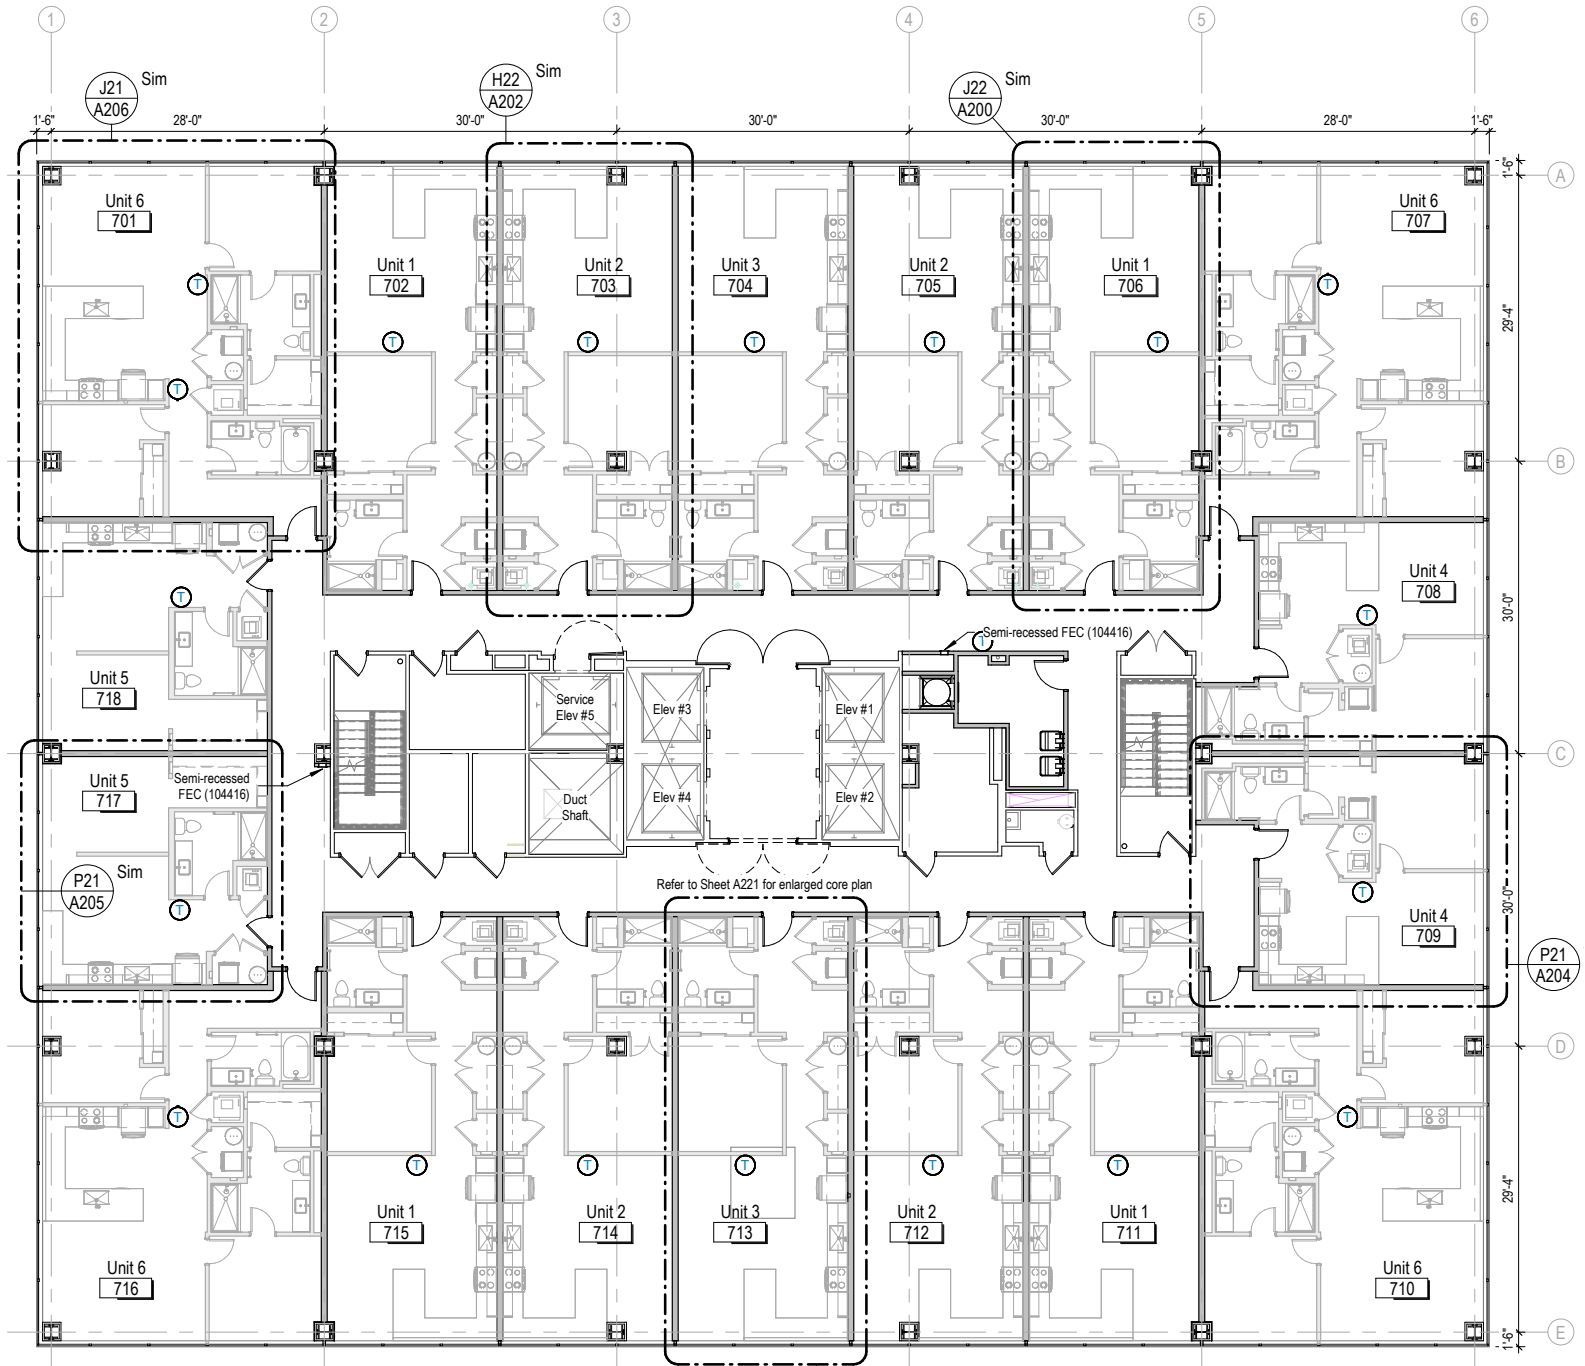 1 2 3 4 5 6
J21
A206
Sim
H22
A202
Sim
J22
A200
Sim
1'-6" 28'-0" 30'-0" 30'-0" 30'-0" 28'-0" 1'-6"
1'-6"
A
Unit 6
701
Unit 6
707
Unit 1
702
Unit 2
703
Unit 3
704
Unit 2
705
Unit 1
706
T
T
29'-4"
T
T
T
T
T
T
B
Unit 4
708
T
T
30'-0"
T
Semi-recessed FEC (104416)
Unit 5
718
Service
Elev #5
Elev #3
Elev #1
C
Unit 5
717
Semi-recessed
FEC (104416)
Duct
Shaft
Elev #4
Elev #2
P21
A205
Sim
Refer to Sheet A221 for enlarged core plan
T
T
30'-0"
Unit 4
709
P21
A204
D
T
T
T
T
T
T
T
29'-4"
Unit 1
715
Unit 2
714
Unit 3
713
Unit 2
712
Unit 1
711
Unit 6
716
Unit 6
710
1'-6"
E